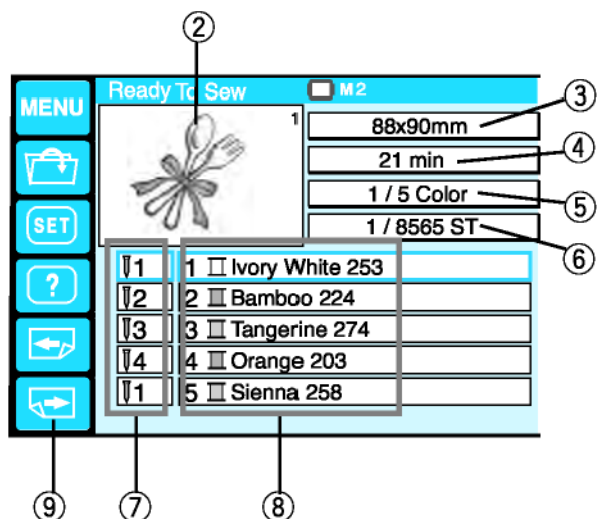 ②
MENU
Ready To Sew
M2
③
1
88x90mm
④
21 min
1 / 5 Color
⑤
SET
1 / 8565 ST
⑥
?
1 1 Ivory White 253
2 2 Bamboo 224
3 3 Tangerine 274
4 4 Orange 203
1 5 Sienna 258
⑨ ⑦ ⑧